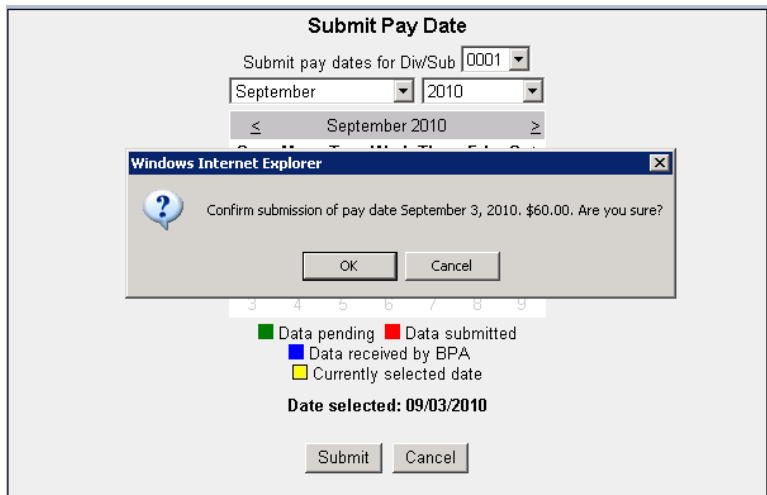 Submit Pay Date
Submit pay dates for Div/Sub 0001
September 2010
< September 2010 >
Windows Internet Explorer
Confirm submission of pay date September 3, 2010. $60.00. Are you sure?
OK Cancel
3 4 5 6 7 8 9
Data pending Data submitted
Data received by BPA
Currently selected date
Date selected: 09/03/2010
Submit Cancel